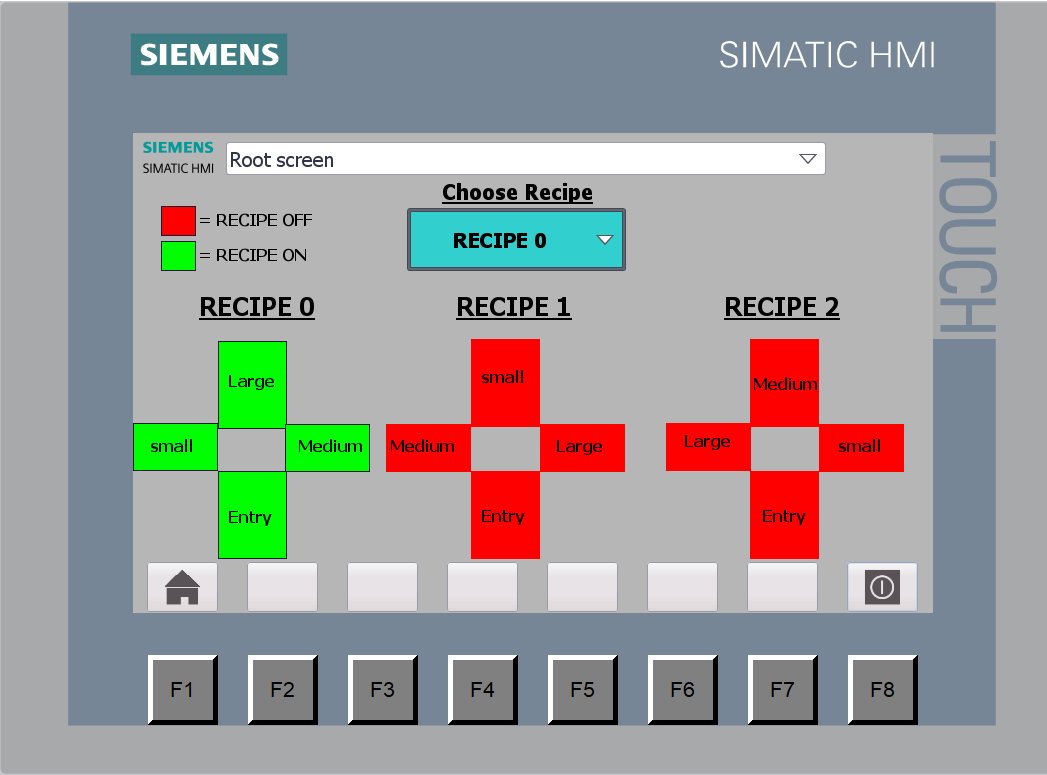 SIEMENS
SIMATIC HMI
TOUCH
SIEMENS
SIMATIC HMI
Root screen
Choose Recipe
= RECIPE OFF
RECIPE 0
= RECIPE ON
RECIPE 0
RECIPE 1
RECIPE 2
Large
small
Medium
Entry
small
Medium
Large
Entry
Medium
Large
small
Entry
F1
F2
F3
F4
F5
F6
F7
F8